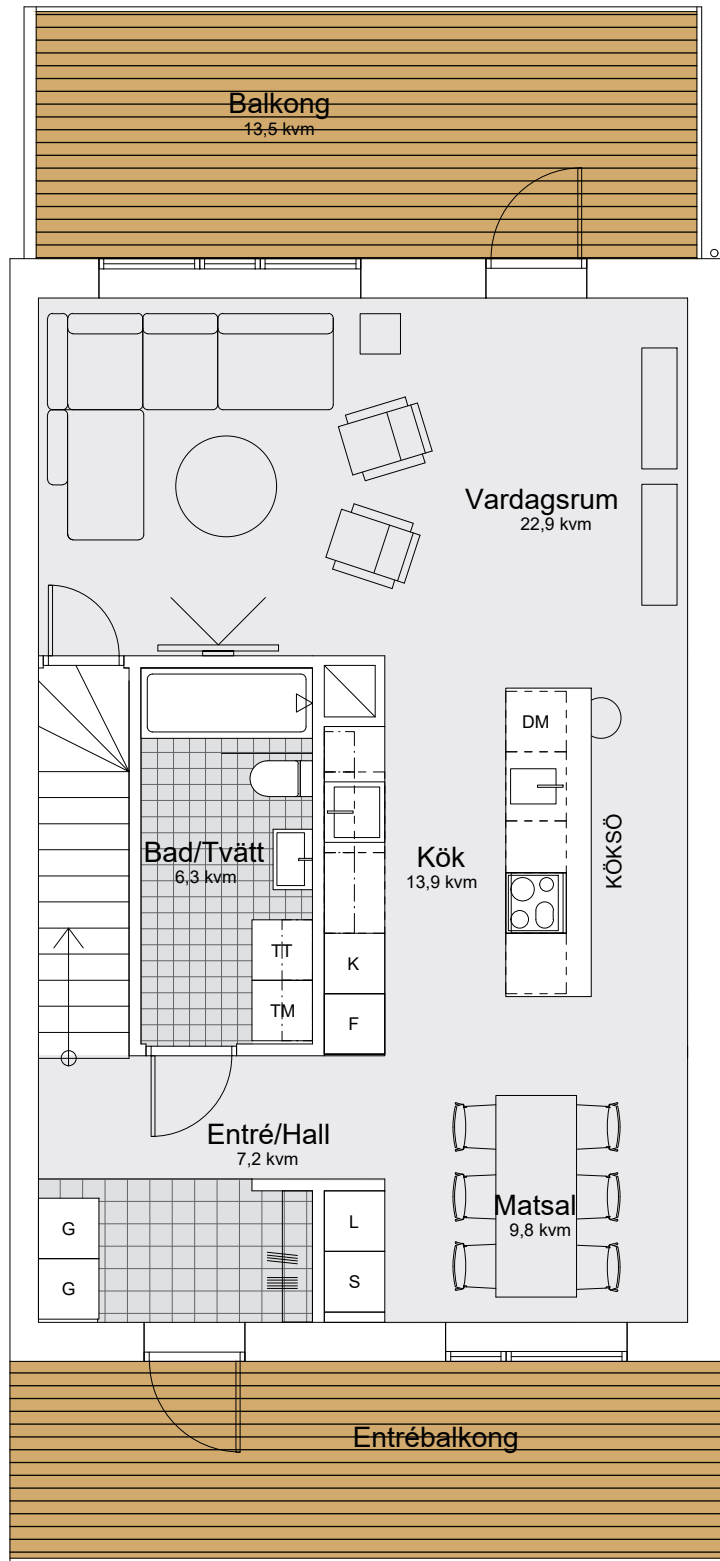 Balkong
13,5 kvm
Vardagsrum
22,9 kvm
DM
KÖKSÖ
Bad/Tvätt
6,3 kvm
Kök
13,9 kvm
TT
K
TM
F
Entré/Hall
7,2 kvm
Matsal
9,8 kvm
G
L
G
S
Entrébalkong